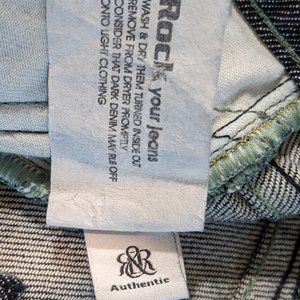 Rock your jeans
WASH & DRY THEM TURNED INSIDE OUT
REMOVE FROM DRYER PROMPTLY
CONSIDER THAT DARK DENIM MAY RUB OFF
ONTO LIGHT CLOTHING
R&R
Authentic